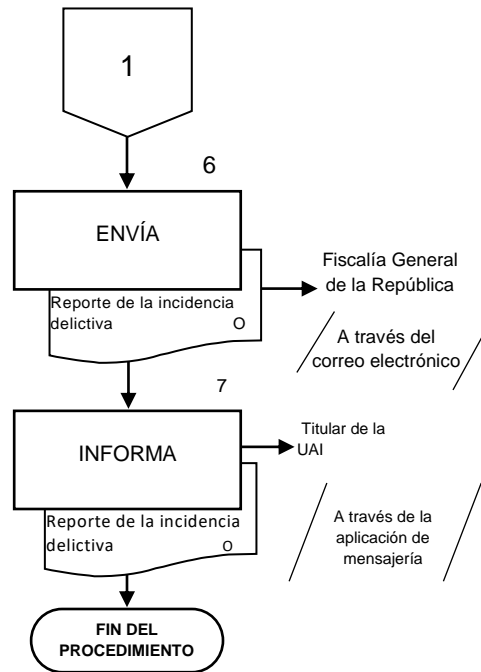 1
6
ENVÍA
Reporte de la incidencia
delictiva O
Fiscalía General
de la República
A través del
correo electrónico
7
INFORMA
Titular de la
UAI
Reporte de la incidencia
delictiva O
A través de la
aplicación de
mensajería
FIN DEL
PROCEDIMIENTO